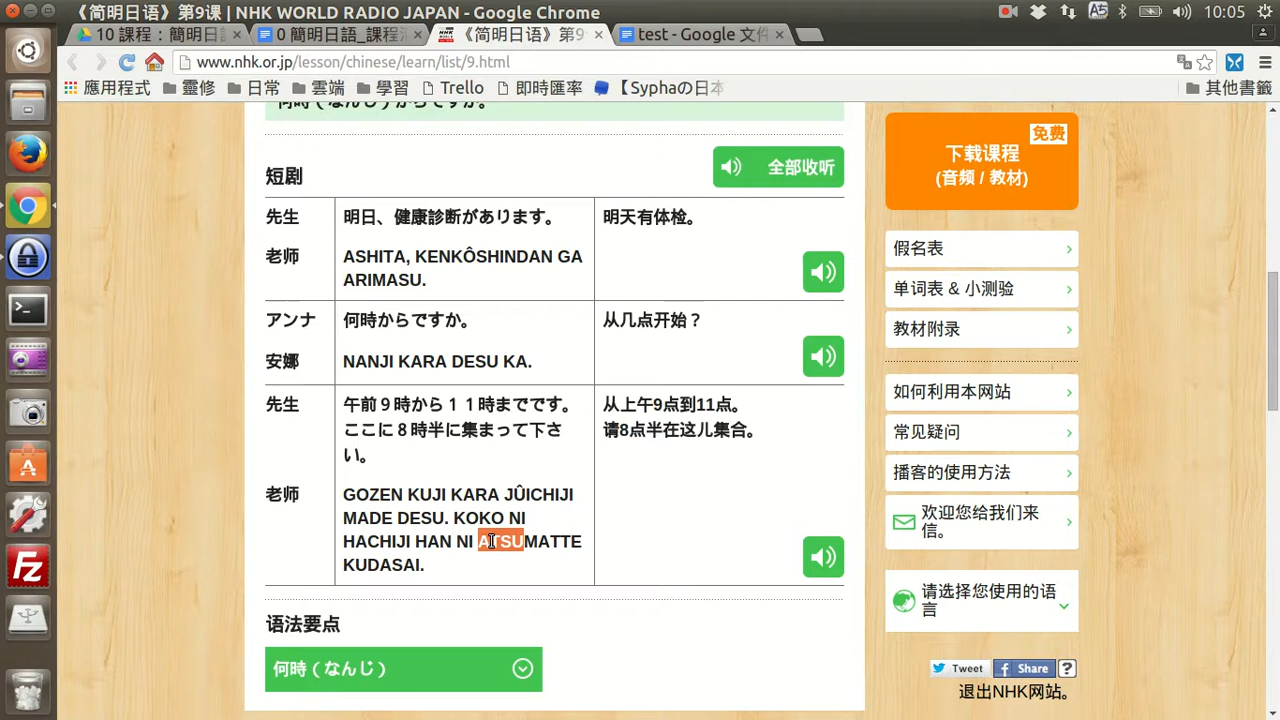 《简明日语》第9课 | NHK WORLD RADIO JAPAN - Google Chrome
10:05
10 課程：簡明日語
0 簡明日語_課程
《简明日语》第9
test - Google 文件
www.nhk.or.jp/lesson/chinese/learn/list/9.html
應用程式 靈修 日常 雲端 學習 Trello 即時匯率 【Syphaの日本 其他書籤
何時（なんじ）からですか。
短剧
全部收听
先生
明日、健康診断があります。
明天有体检。
老师
ASHITA, KENKÔSHINDAN GA
ARIMASU.
アンナ
何時からですか。
从几点开始？
安娜
NANJI KARA DESU KA.
先生
午前９時から１１時までです。
ここに８時半に集まって下さ
い。
从上午9点到11点。
请8点半在这儿集合。
老师
GOZEN KUJI KARA JÛICHIJI
MADE DESU. KOKO NI
HACHIJI HAN NI ATSUMATTE
KUDASAI.
语法要点
何時（なんじ）
免费
下载课程
(音频 / 教材)
假名表
单词表 & 小测验
教材附录
如何利用本网站
常见疑问
播客的使用方法
欢迎您给我们来
信。
请选择您使用的语
言
Tweet
Share
?
退出NHK网站。